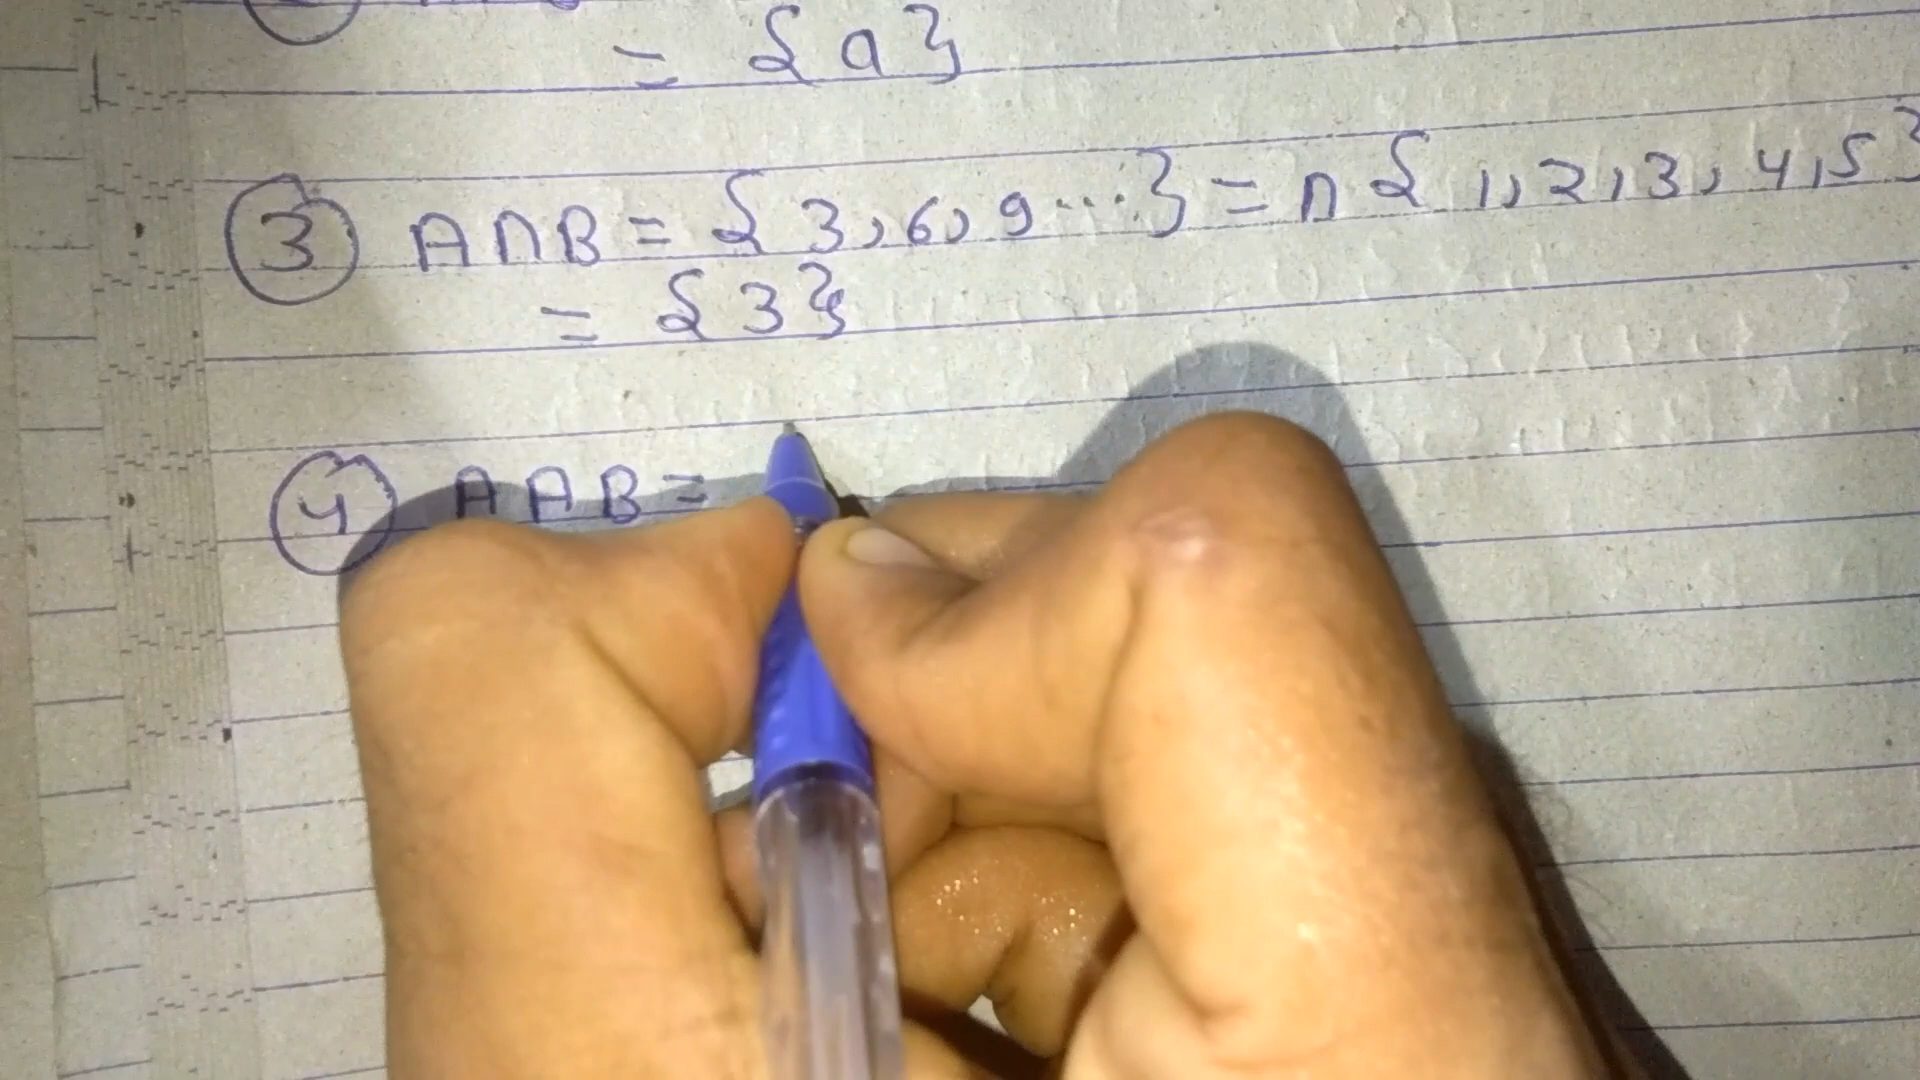 = { a }
3 A∩B = { 3, 6, 9 ... } = ∩ { 1, 2, 3, 4, 5 }
= { 3 }
4 A A B =